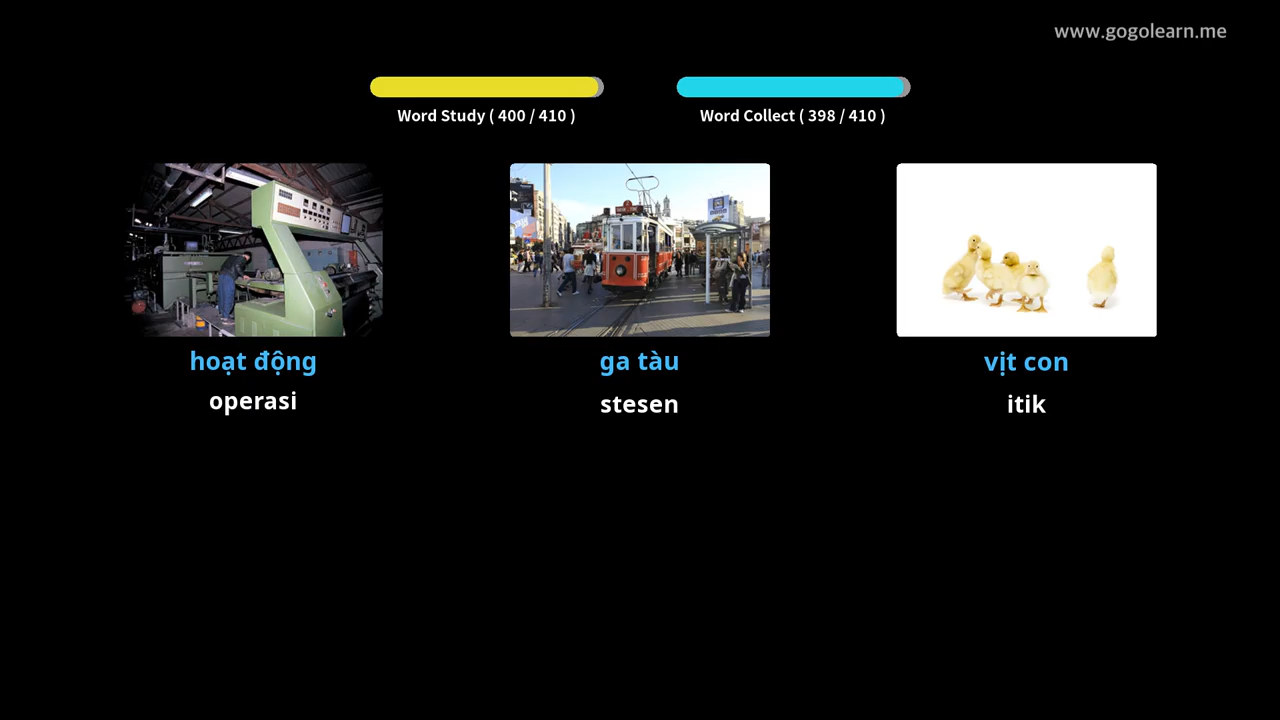 www.gogolearn.me
Word Study ( 400 / 410 )
Word Collect ( 398 / 410 )
hoạt động
ga tàu
vịt con
operasi
stesen
itik